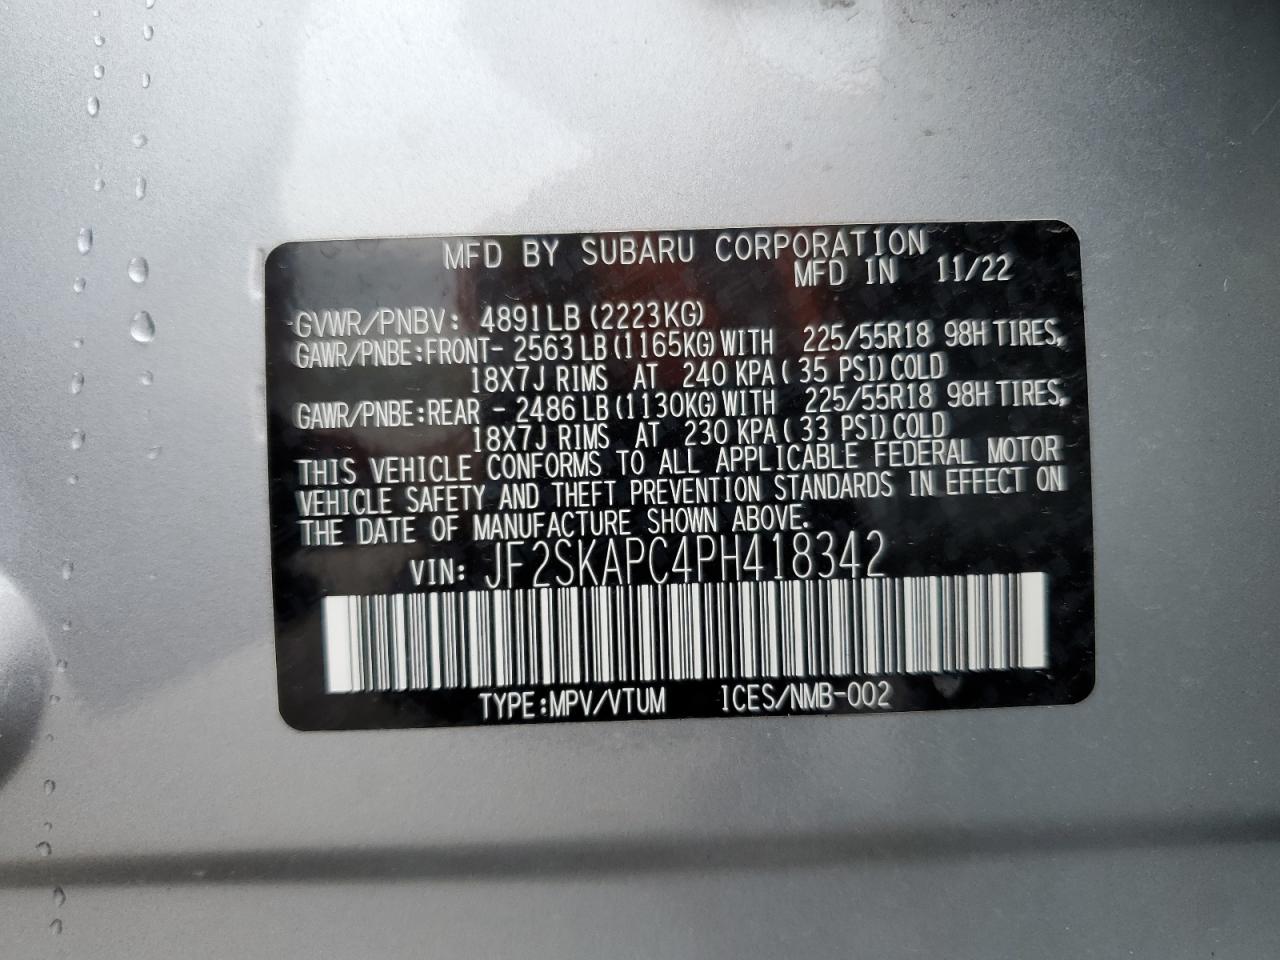 MFD BY SUBARU CORPORATION
MFD IN 11/22
GVWR/PNBV: 4891LB (2223KG)
GAWR/PNBE:FRONT- 2563LB(1165KG)WITH 225/55R18 98H TIRES,
18X7J RIMS AT 240 KPA( 35 PSI)COLD
GAWR/PNBE:REAR - 2486LB(1130KG)WITH 225/55R18 98H TIRES,
18X7J RIMS AT 230 KPA( 33 PSI)COLD
THIS VEHICLE CONFORMS TO ALL APPLICABLE FEDERAL MOTOR
VEHICLE SAFETY AND THEFT PREVENTION STANDARDS IN EFFECT ON
THE DATE OF MANUFACTURE SHOWN ABOVE.
VIN: JF2SKAPC4PH418342
TYPE:MPV/VTUM ICES/NMB-002